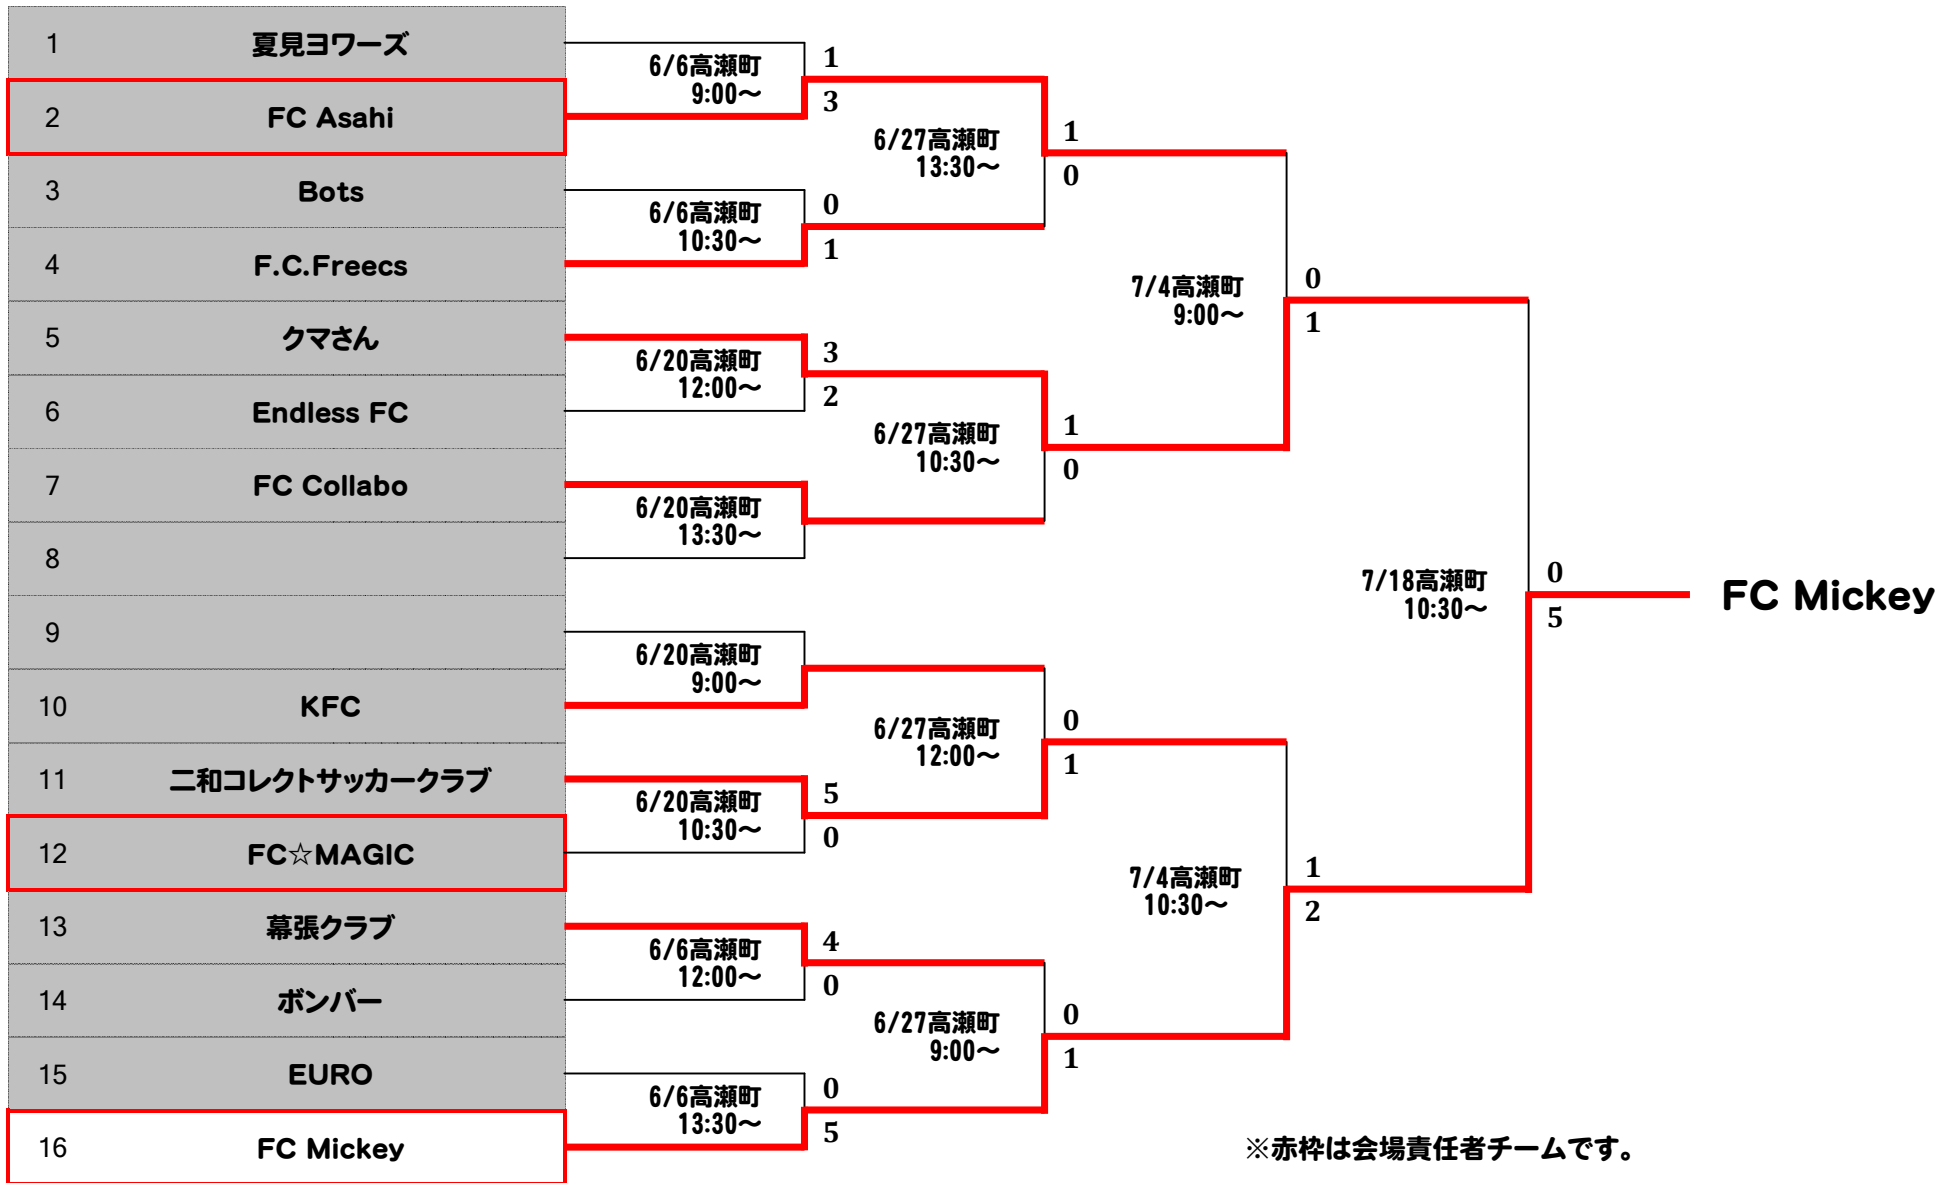 1 夏見ヨワーズ
2 FC Asahi
3 Bots
4 F.C.Freecs
5 クマさん
6 Endless FC
7 FC Collabo
8
9
10 KFC
11 二和コレクトサッカークラブ
12 FC☆MAGIC
13 幕張クラブ
14 ボンバー
15 EURO
16 FC Mickey
6/6高瀬町
9:00～
1
3
6/6高瀬町
10:30～
0
1
6/20高瀬町
12:00～
3
2
6/20高瀬町
13:30～
6/20高瀬町
9:00～
6/20高瀬町
10:30～
5
0
6/6高瀬町
12:00～
4
0
6/6高瀬町
13:30～
0
5
6/27高瀬町
13:30～
1
0
6/27高瀬町
10:30～
1
0
6/27高瀬町
12:00～
0
1
6/27高瀬町
9:00～
0
1
7/4高瀬町
9:00～
0
1
7/4高瀬町
10:30～
1
2
7/18高瀬町
10:30～
0
5
FC Mickey
※赤枠は会場責任者チームです。